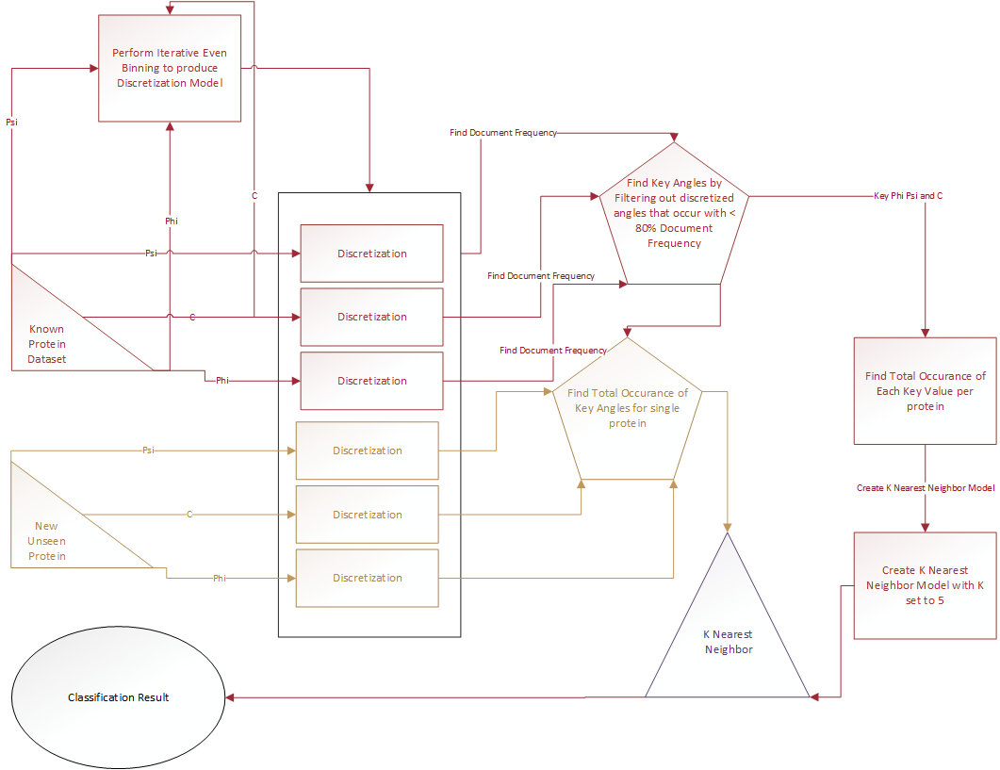 Perform Iterative Even
Binning to produce
Discretization Model
Psi
Phi
C
Find Document Frequency
Find Key Angles by
Filtering out discretized
angles that occur with <
80% Document
Frequency
Key Phi Psi and C
Psi
Discretization
Find Document Frequency
C
Discretization
Known
Protein
Dataset
Find Document Frequency
Phi
Discretization
Find Total Occurance of
Key Angles for single
protein
Find Total Occurance of
Each Key Value per
protein
Psi
Discretization
Create K Nearest Neighbor Model
C
Discretization
New
Unseen
Protein
Phi
Discretization
Create K Nearest
Neighbor Model with K
set to 5
K Nearest
Neighbor
Classification Result